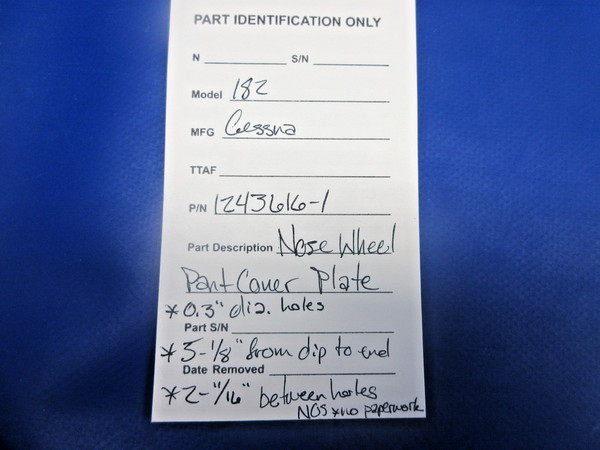 PART IDENTIFICATION ONLY
N S/N
Model 182
MFG Cessna
TTAF
P/N 1243616-1
Part Description Nose Wheel
Pant Cover Plate
*0.3" dia. holes
Part S/N
*5-1/8" from dip to end
Date Removed
*2-11/16" between holes
NOS *no paperwork